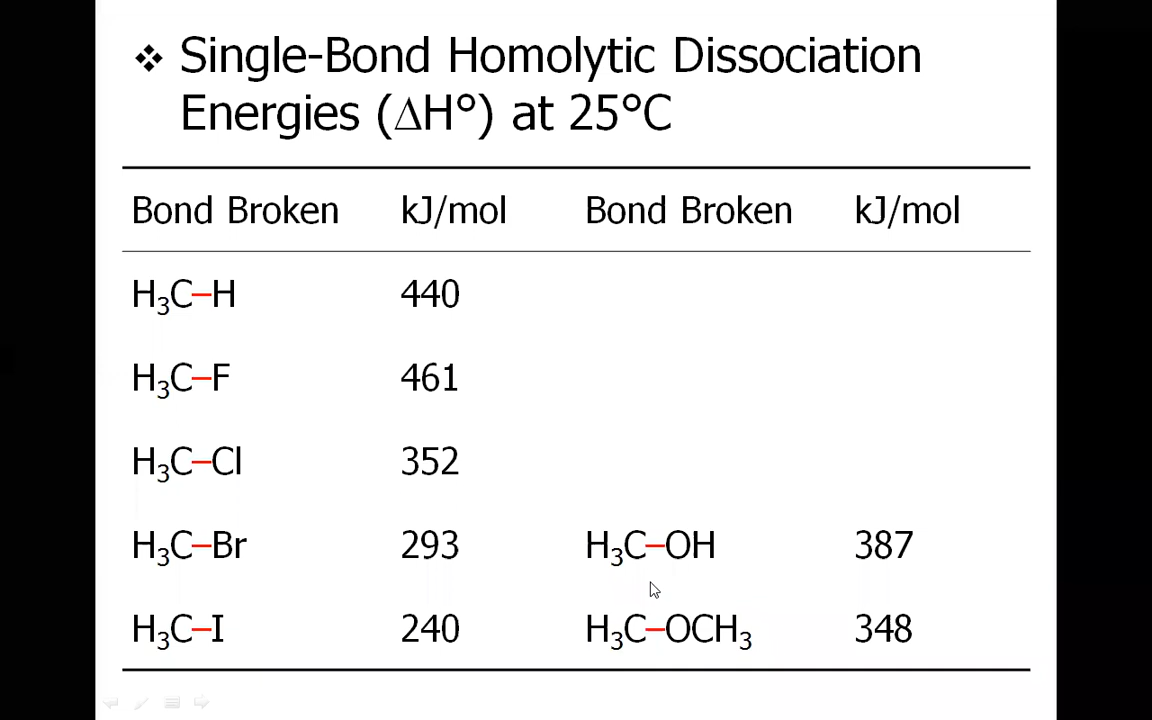 ❖ Single-Bond Homolytic Dissociation
Energies (ΔH°) at 25°C
Bond Broken kJ/mol Bond Broken kJ/mol
H₃C–H 440
H₃C–F 461
H₃C–Cl 352
H₃C–Br 293 H₃C–OH 387
H₃C–I 240 H₃C–OCH₃ 348